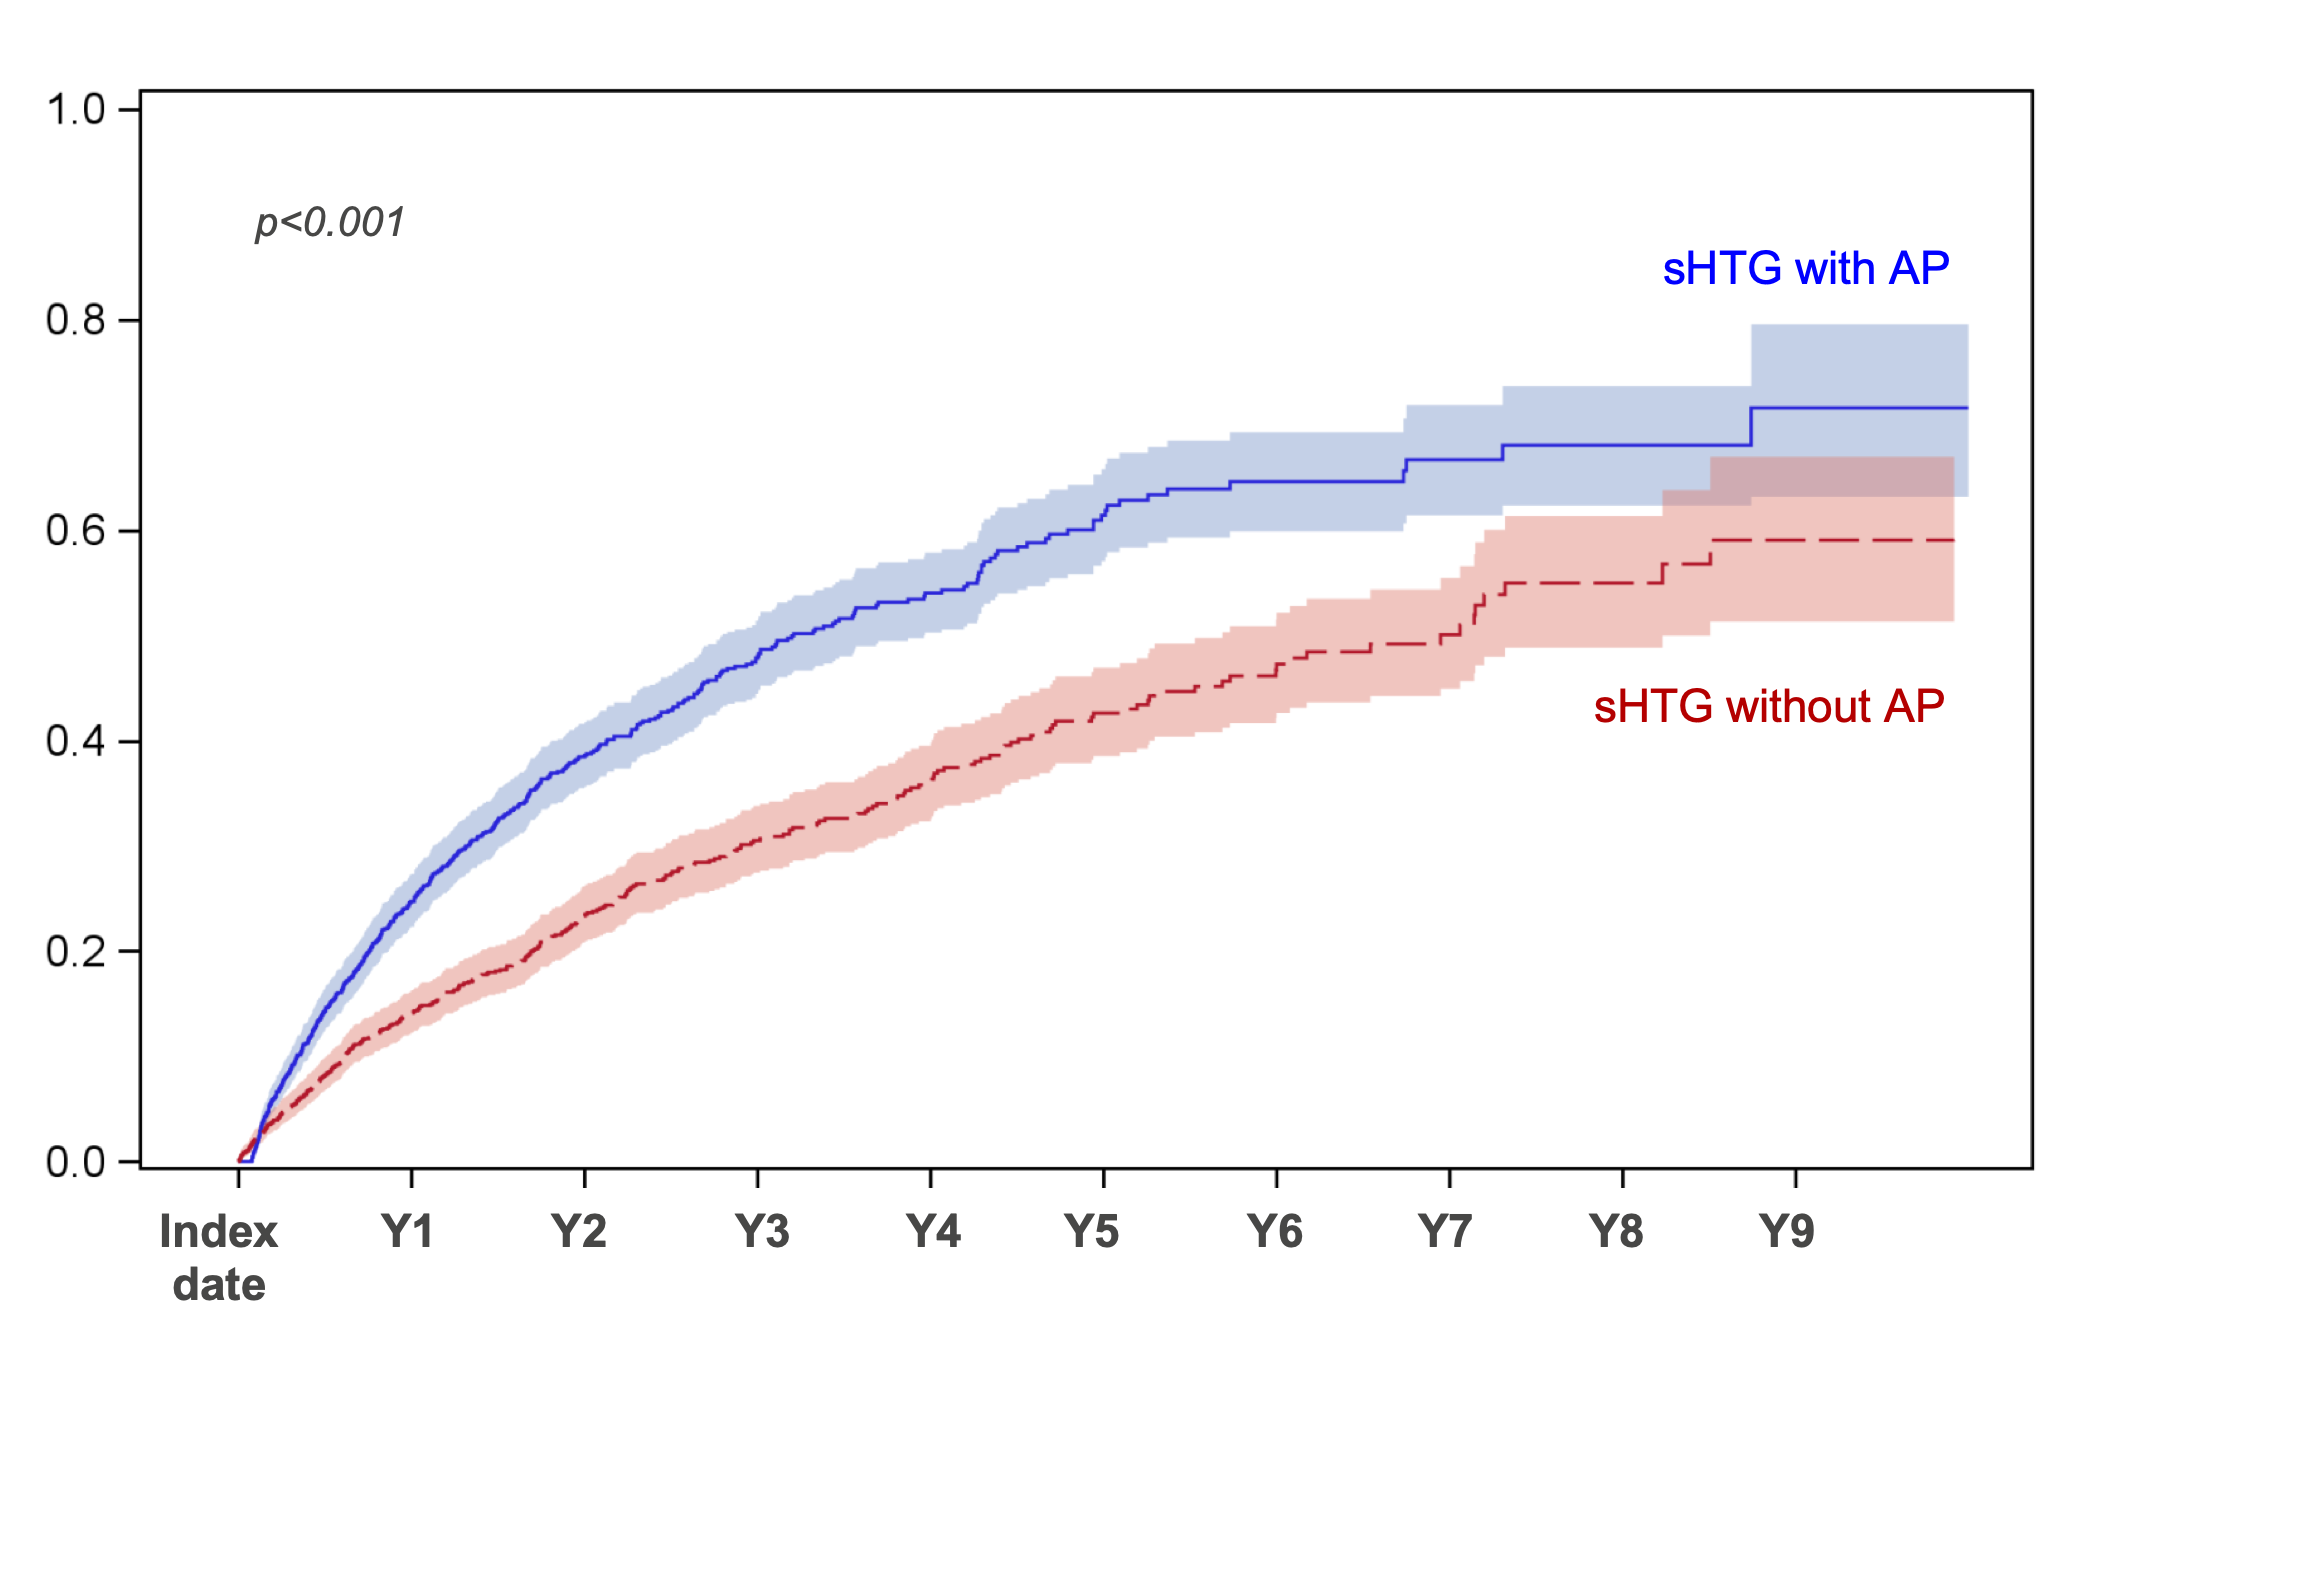 1.0
0.8
0.6
0.4
0.2
0.0
p<0.001
sHTG with AP
sHTG without AP
Index
date
Y1
Y2
Y3
Y4
Y5
Y6
Y7
Y8
Y9